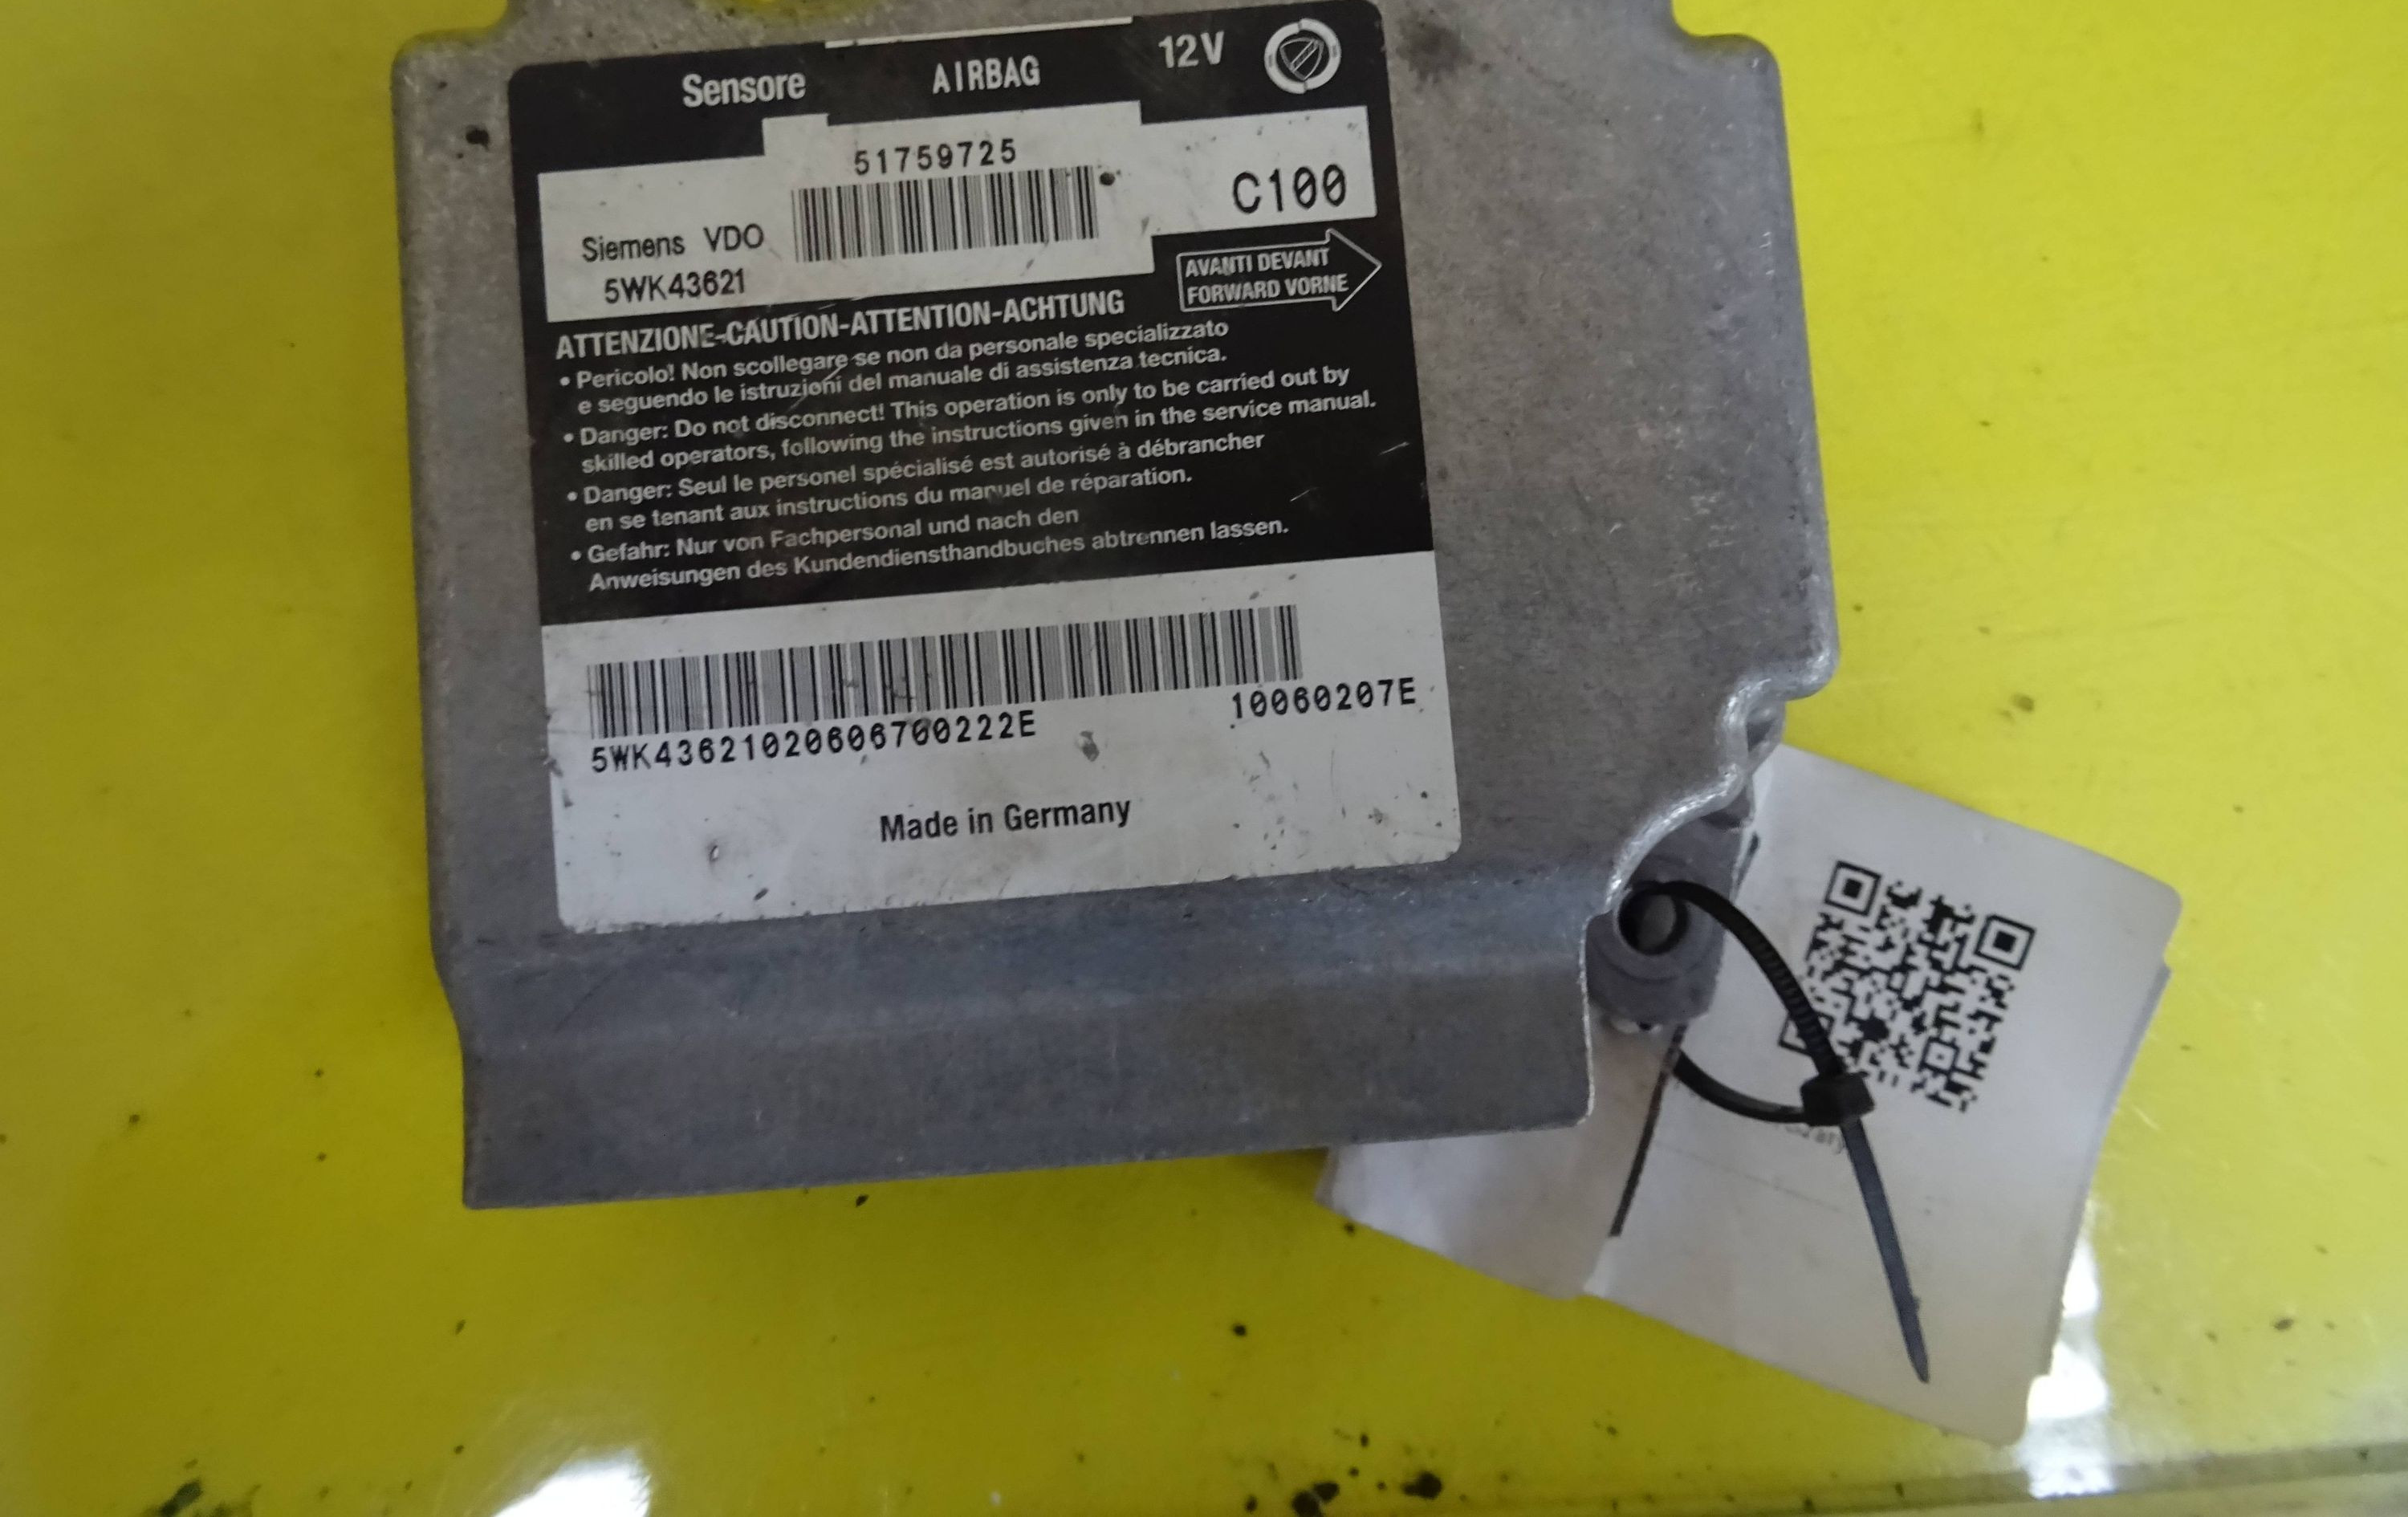 Sensore AIRBAG 12V
51759725
C100
Siemens VDO
5WK43621
AVANTI DEVANT
FORWARD VORNE
ATTENZIONE-CAUTION-ATTENTION-ACHTUNG
• Pericolo! Non scollegare se non da personale specializzato
e seguendo le istruzioni del manuale di assistenza tecnica.
• Danger: Do not disconnect! This operation is only to be carried out by
skilled operators, following the instructions given in the service manual.
• Danger: Seul le personel spécialisé est autorisé à débrancher
en se tenant aux instructions du manuel de réparation.
• Gefahr: Nur von Fachpersonal und nach den
Anweisungen des Kundendiensthandbuches abtrennen lassen.
5WK43621020606700222E 10060207E
Made in Germany